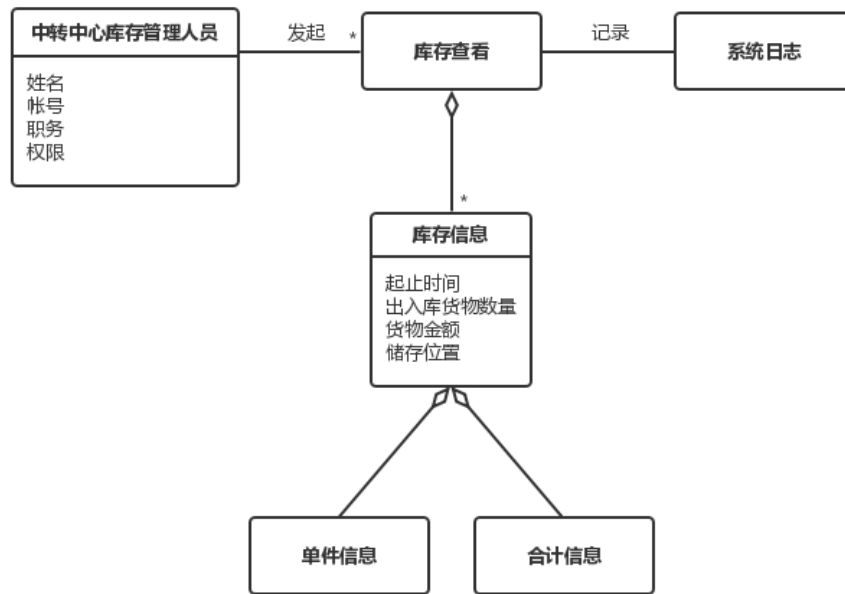 中转中心库存管理人员
姓名
帐号
职务
权限
发起
*
库存查看
记录
系统日志
*
库存信息
起止时间
出入库货物数量
货物金额
储存位置
单件信息
合计信息